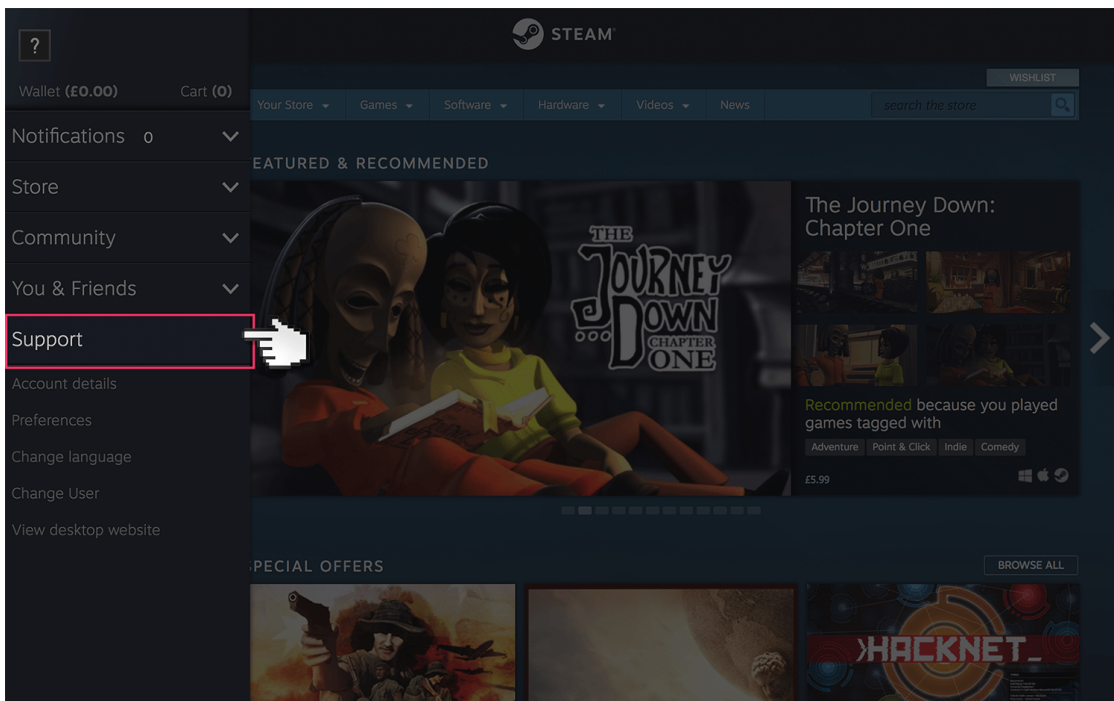 ?
Wallet (£0.00) Cart (0)
Notifications 0
Store
Community
You & Friends
Support
Account details
Preferences
Change language
Change User
View desktop website
STEAM
WISHLIST
Your Store Games Software Hardware Videos News
search the store
EATURED & RECOMMENDED
THE
JOURNEY
DOWN
CHAPTER
ONE
The Journey Down:
Chapter One
Recommended because you played
games tagged with
Adventure Point & Click Indie Comedy
£5.99
SPECIAL OFFERS
BROWSE ALL
HACKNET_